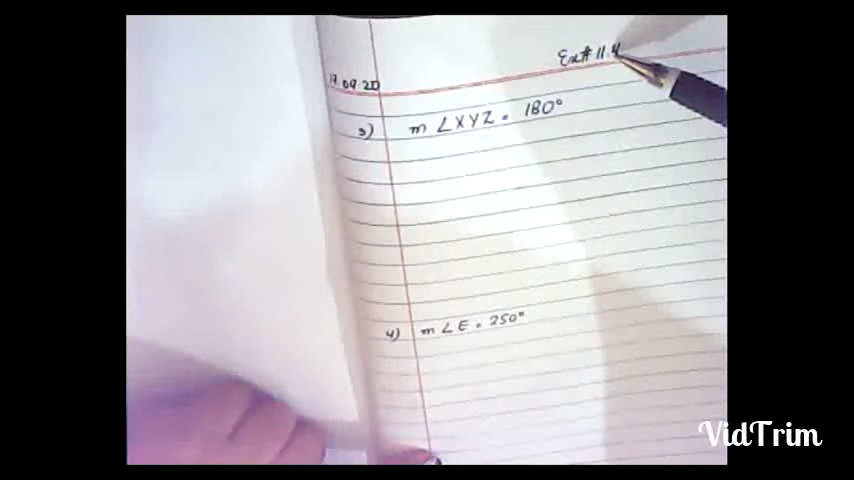 Ex# 11.4
17.09.20
3) m ∠XYZ = 180°
4) m ∠E = 250°
VidTrim